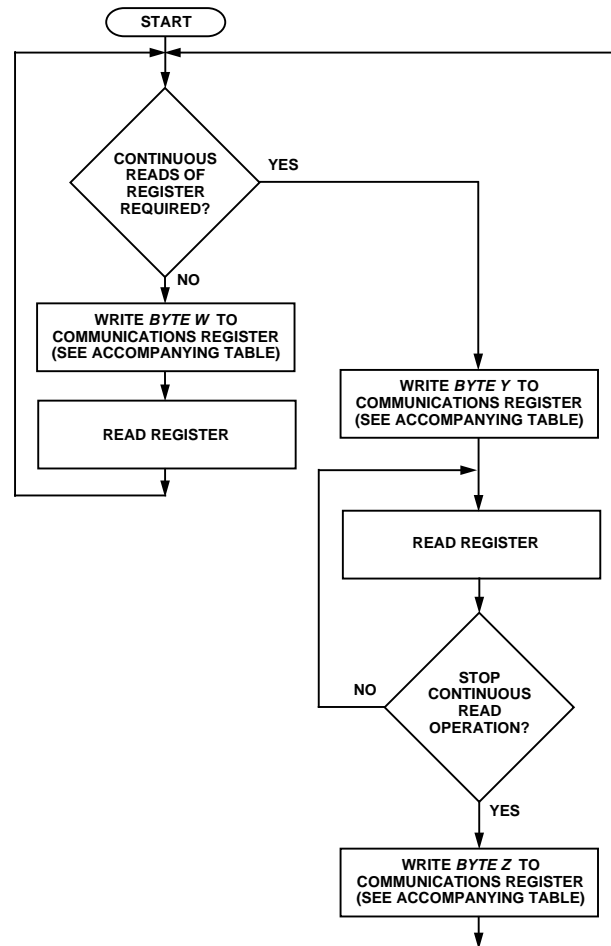 START
CONTINUOUS
READS OF
REGISTER
REQUIRED?
YES
NO
WRITE BYTE W TO
COMMUNICATIONS REGISTER
(SEE ACCOMPANYING TABLE)
READ REGISTER
WRITE BYTE Y TO
COMMUNICATIONS REGISTER
(SEE ACCOMPANYING TABLE)
READ REGISTER
STOP
CONTINUOUS
READ
OPERATION?
NO
YES
WRITE BYTE Z TO
COMMUNICATIONS REGISTER
(SEE ACCOMPANYING TABLE)